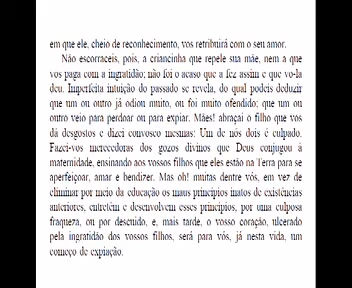 em que ele, cheio de reconhecimento, vos retribuirá com o seu amor.
Não escorraceis, pois, a criancinha que repele sua mãe, nem a que
vos paga com a ingratidão; não foi o acaso que a fez assim e que vo-la
deu. Imperfeita intuição do passado se revela, do qual podeis deduzir
que um ou outro já odiou muito, ou foi muito ofendido; que um ou
outro veio para perdoar ou para expiar. Mães! abraçai o filho que vos
dá desgostos e dizei convosco mesmas: Um de nós dois é culpado.
Fazei-vos merecedoras dos gozos divinos que Deus conjugou à
maternidade, ensinando aos vossos filhos que eles estão na Terra para se
aperfeiçoar, amar e bendizer. Mas oh! muitas dentre vós, em vez de
eliminar por meio da educação os maus princípios inatos de existências
anteriores, entretêm e desenvolvem esses princípios, por uma culposa
fraqueza, ou por descuido, e, mais tarde, o vosso coração, ulcerado
pela ingratidão dos vossos filhos, será para vós, já nesta vida, um
começo de expiação.